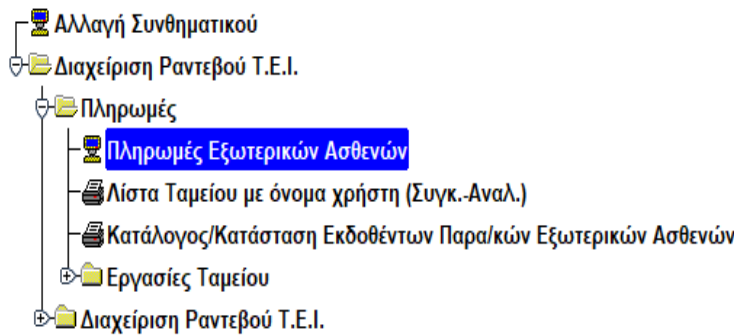 Αλλαγή Συνθηματικού
Διαχείριση Ραντεβού Τ.Ε.Ι.
Πληρωμές
Πληρωμές Εξωτερικών Ασθενών
Λίστα Ταμείου με όνομα χρήστη (Συγκ.-Αναλ.)
Κατάλογος/Κατάσταση Εκδοθέντων Παρα/κών Εξωτερικών Ασθενών
Εργασίες Ταμείου
Διαχείριση Ραντεβού Τ.Ε.Ι.